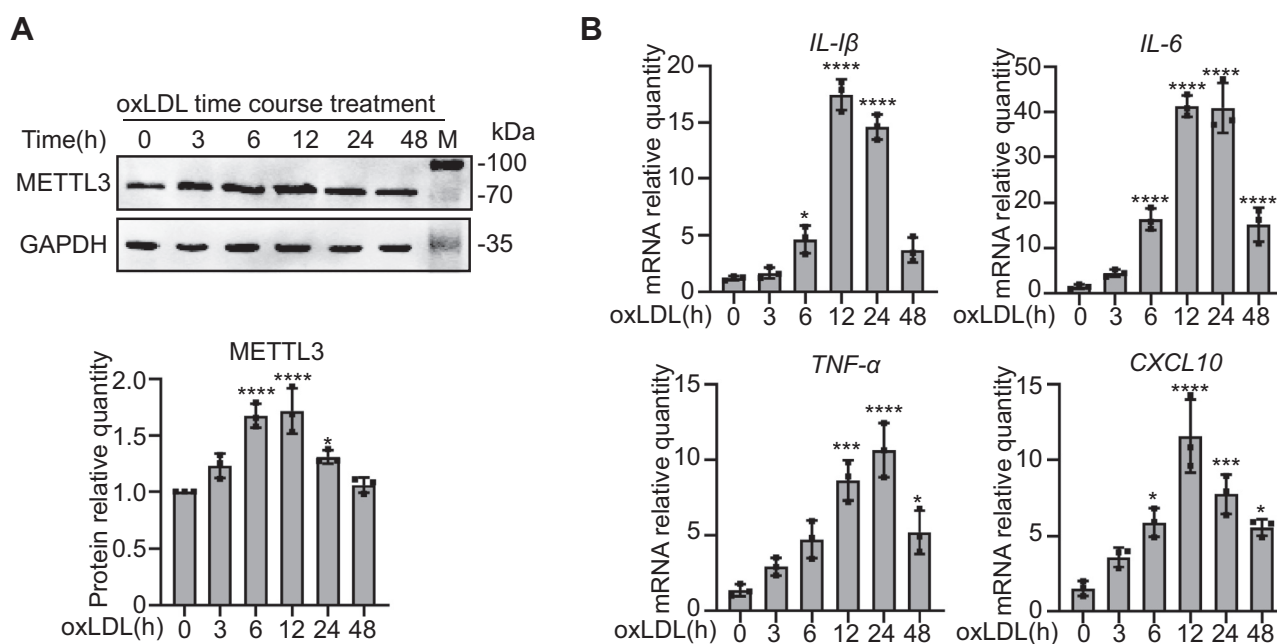 A
oxLDL time course treatment
Time(h) 0 3 6 12 24 48 M kDa
METTL3 -100
-70
GAPDH -35
METTL3
Protein relative quantity
2.0
1.5
1.0
0.5
0
**** **** *
oxLDL(h) 0 3 6 12 24 48
B
IL-Iβ
mRNA relative quantity
20
15
10
5
0
* **** ****
oxLDL(h) 0 3 6 12 24 48
IL-6
mRNA relative quantity
50
40
30
20
10
0
**** **** **** ****
oxLDL(h) 0 3 6 12 24 48
TNF-α
mRNA relative quantity
15
10
5
0
*** **** *
oxLDL(h) 0 3 6 12 24 48
CXCL10
mRNA relative quantity
15
10
5
0
* **** *** *
oxLDL(h) 0 3 6 12 24 48